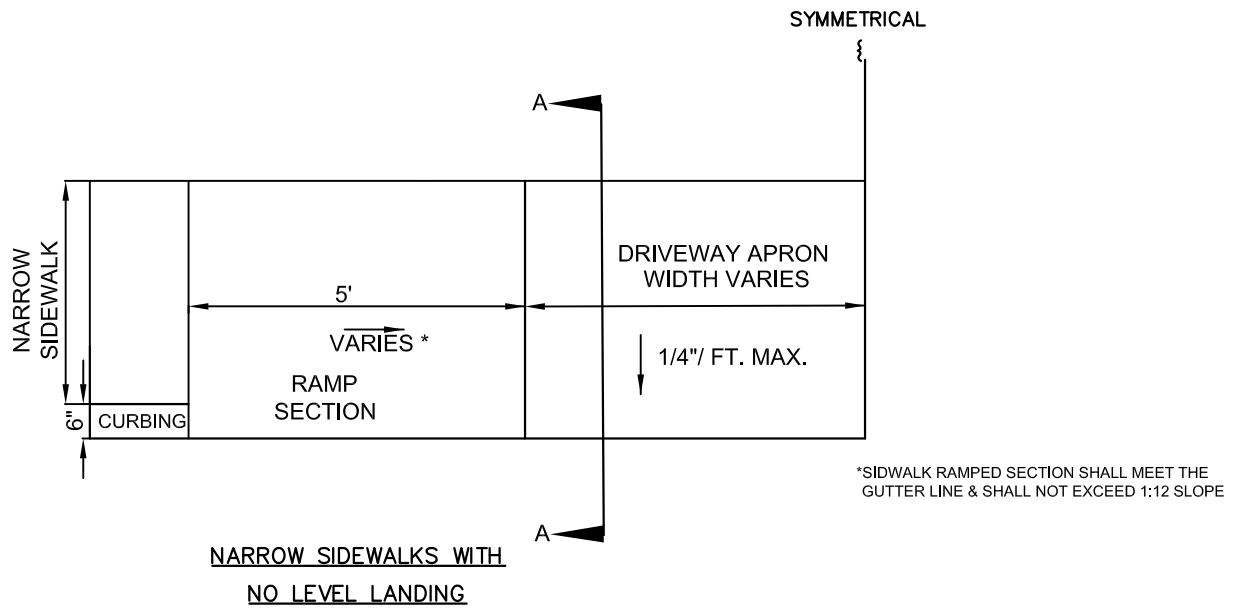 SYMMETRICAL
A
NARROW
SIDEWALK
5'
DRIVEWAY APRON
WIDTH VARIES
VARIES *
1/4"/ FT. MAX.
RAMP
SECTION
6"
CURBING
*SIDWALK RAMPED SECTION SHALL MEET THE
GUTTER LINE & SHALL NOT EXCEED 1:12 SLOPE
A
NARROW SIDEWALKS WITH
NO LEVEL LANDING